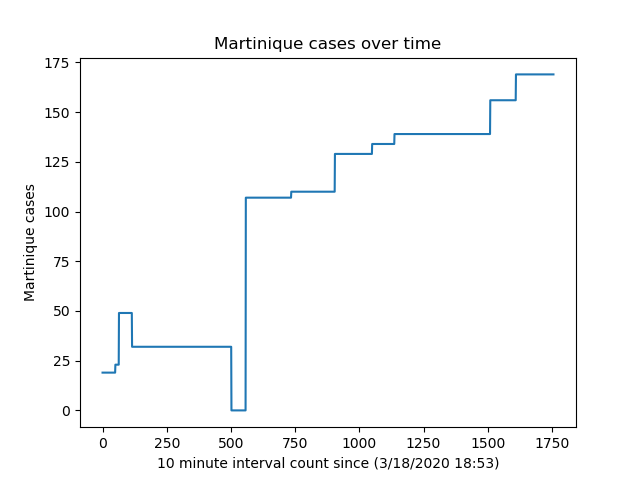 Martinique cases over time
175
150
125
100
75
50
25
0
Martinique cases
0 250 500 750 1000 1250 1500 1750
10 minute interval count since (3/18/2020 18:53)